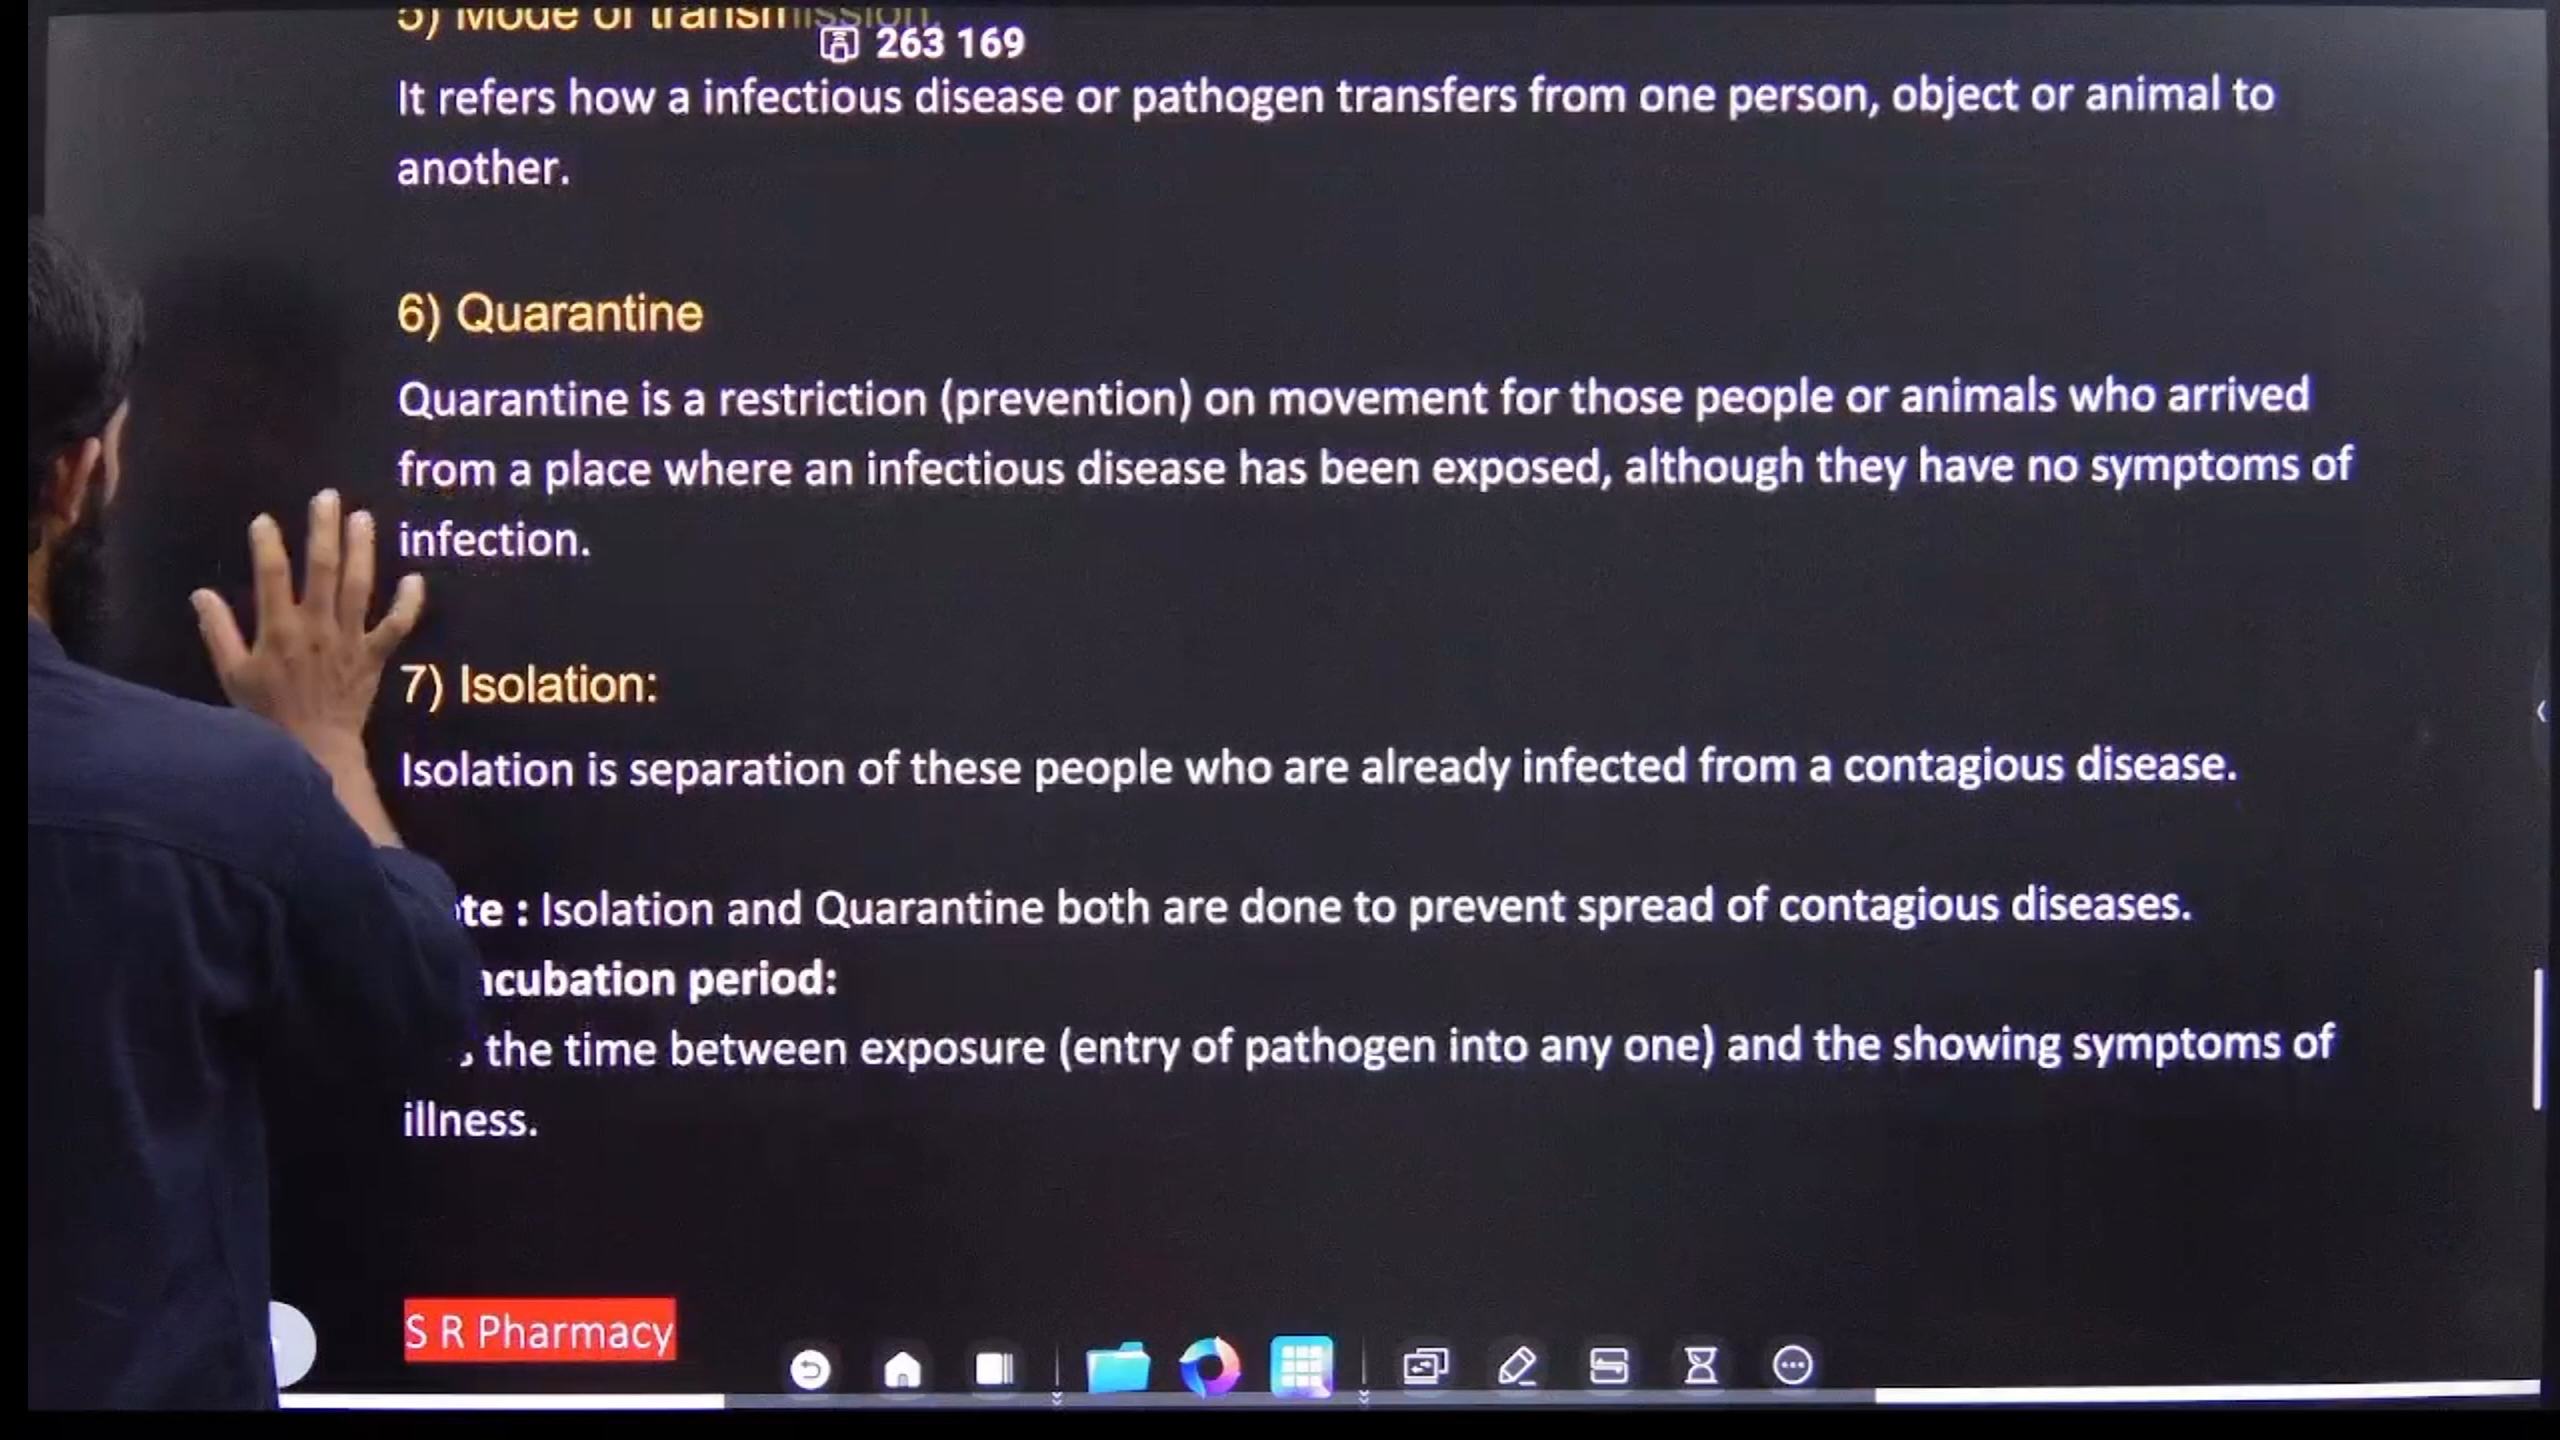 5) Mode of transmission.
263 169
It refers how a infectious disease or pathogen transfers from one person, object or animal to
another.
6) Quarantine
Quarantine is a restriction (prevention) on movement for those people or animals who arrived
from a place where an infectious disease has been exposed, although they have no symptoms of
infection.
7) Isolation:
Isolation is separation of these people who are already infected from a contagious disease.
te : Isolation and Quarantine both are done to prevent spread of contagious diseases.
ncubation period:
the time between exposure (entry of pathogen into any one) and the showing symptoms of
illness.
S R Pharmacy